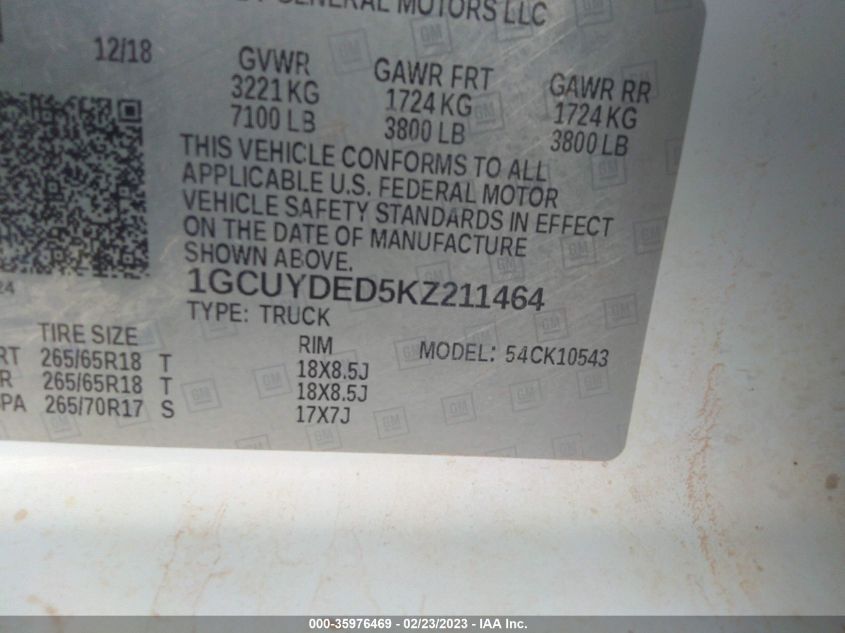 GENERAL MOTORS LLC
12/18
GVWR GAWR FRT GAWR RR
3221 KG 1724 KG 1724 KG
7100 LB 3800 LB 3800 LB
THIS VEHICLE CONFORMS TO ALL
APPLICABLE U.S. FEDERAL MOTOR
VEHICLE SAFETY STANDARDS IN EFFECT
ON THE DATE OF MANUFACTURE
SHOWN ABOVE.
1GCUYDED5KZ211464
TYPE: TRUCK
TIRE SIZE RIM MODEL: 54CK10543
RT 265/65R18 T 18X8.5J
R 265/65R18 T 18X8.5J
PA 265/70R17 S 17X7J
000-35976469 - 02/23/2023 - IAA Inc.